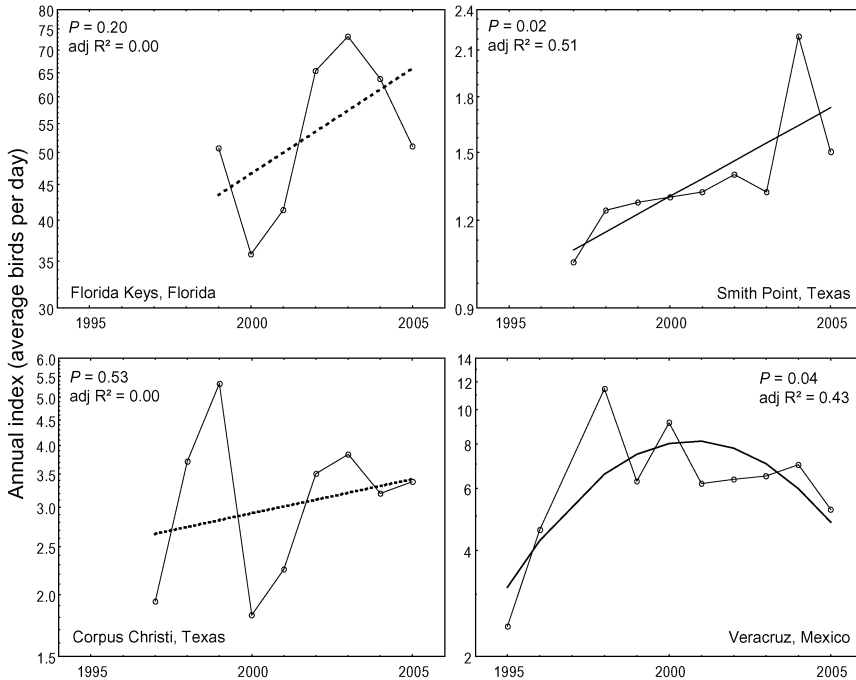 Annual index (average birds per day)
80
75
70
65
60
55
50
45
40
35
30
P = 0.20
adj R² = 0.00
Florida Keys, Florida
1995 2000 2005
2.4
2.1
1.8
1.5
1.2
0.9
P = 0.02
adj R² = 0.51
Smith Point, Texas
1995 2000 2005
6.0
5.5
5.0
4.5
4.0
3.5
3.0
2.5
2.0
1.5
P = 0.53
adj R² = 0.00
Corpus Christi, Texas
1995 2000 2005
14
12
10
8
6
4
2
P = 0.04
adj R² = 0.43
Veracruz, Mexico
1995 2000 2005